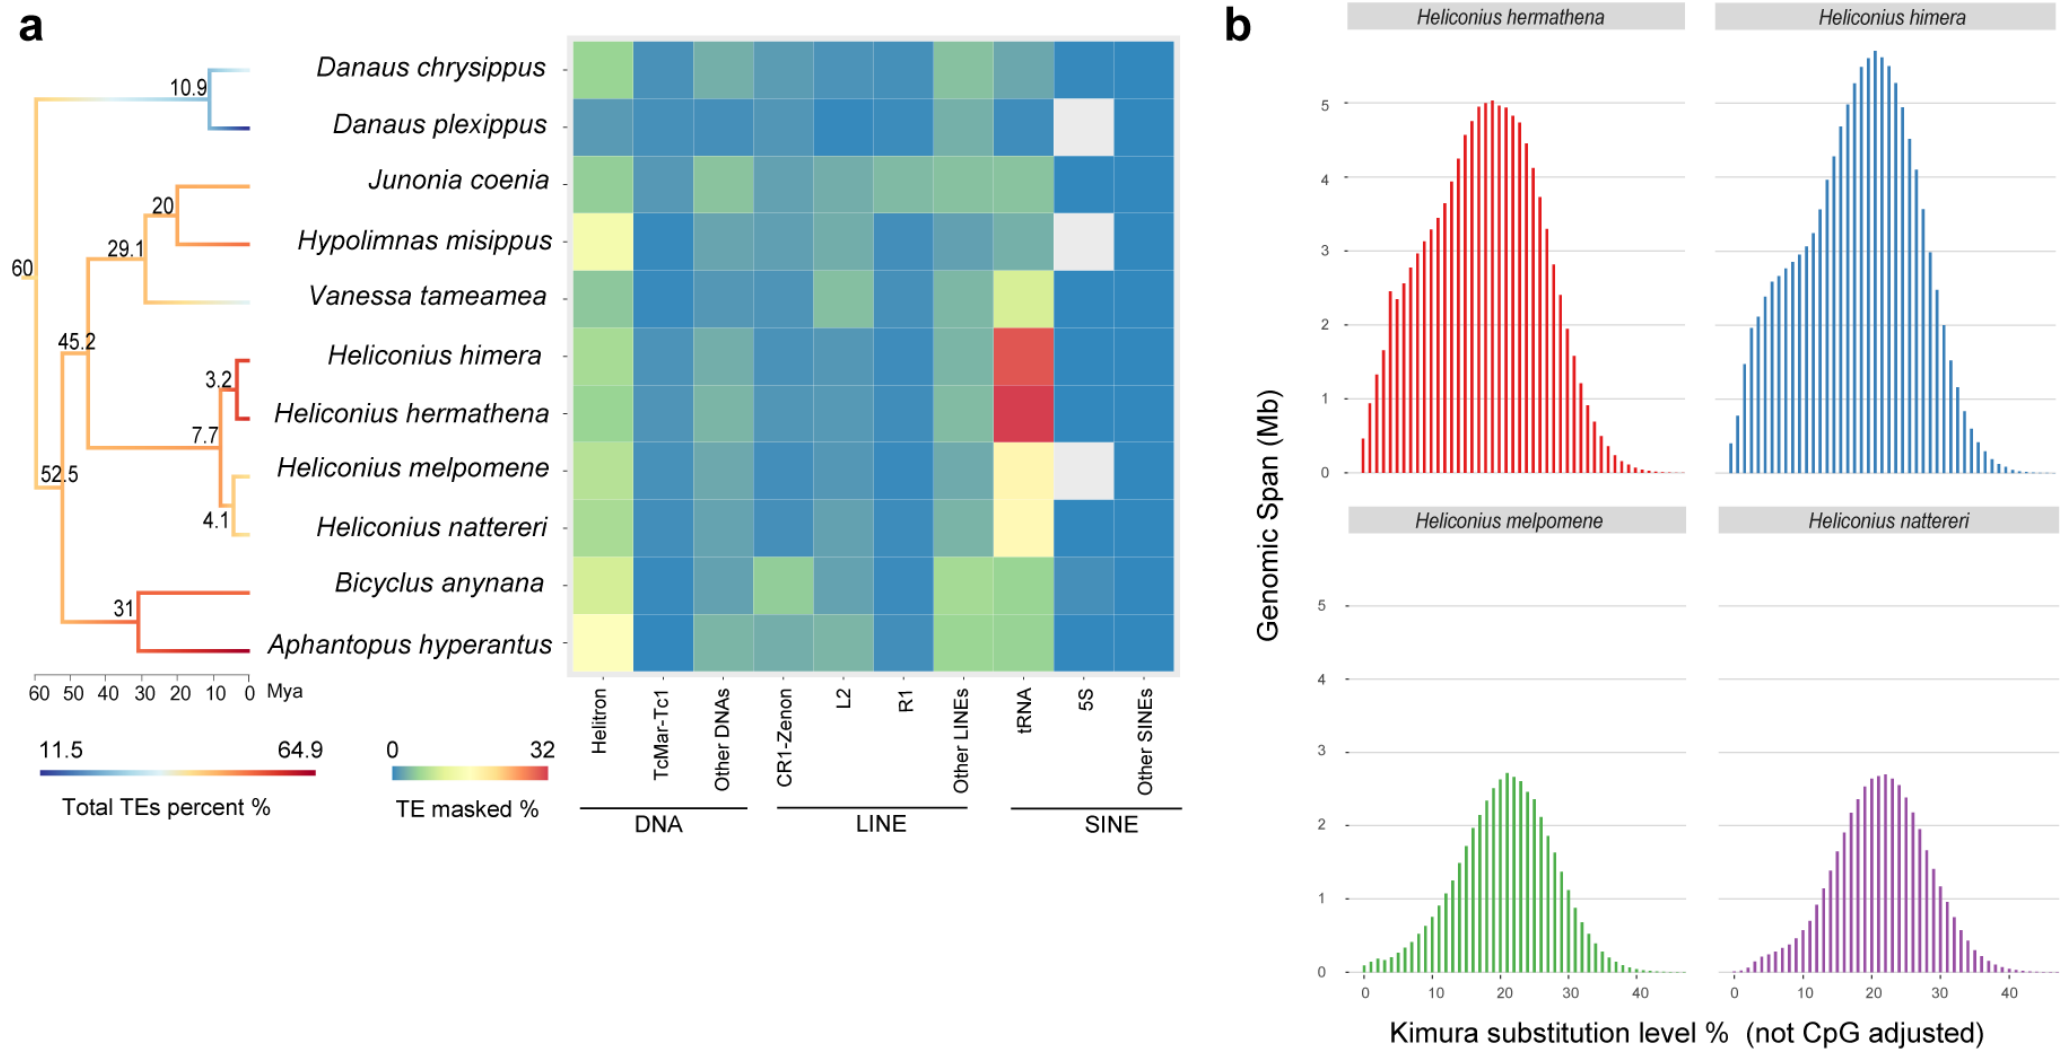 a
10.9
Danaus chrysippus
Danaus plexippus
20
Junonia coenia
29.1
Hypolimnas misippus
60
Vanessa tameamea
45.2
Heliconius himera
3.2
Heliconius hermathena
7.7
Heliconius melpomene
52.5
4.1
Heliconius nattereri
Bicyclus anynana
31
Aphantopus hyperantus
60 50 40 30 20 10 0 Mya
11.5 64.9
Total TEs percent %
0 32
TE masked %
Helitron
TcMar-Tc1
Other DNAs
CR1-Zenon
L2
R1
Other LINEs
tRNA
5S
Other SINEs
DNA LINE SINE
b
Genomic Span (Mb)
Heliconius hermathena Heliconius himera
5
4
3
2
1
0
Heliconius melpomene Heliconius nattereri
5
4
3
2
1
0
0 10 20 30 40 0 10 20 30 40
Kimura substitution level % (not CpG adjusted)